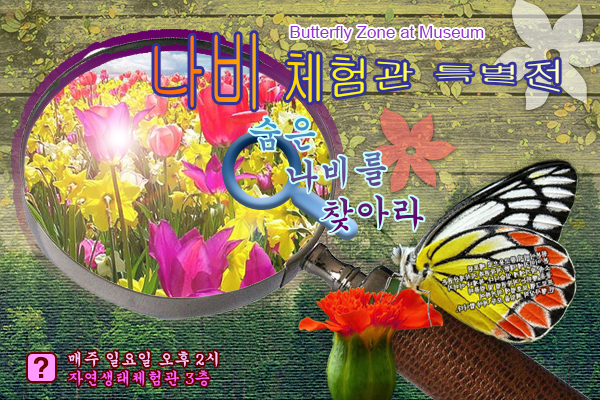 Butterfly Zone at Museum
나비 체험관 특별전
숨은
나비를
찾아라
? 매주 일요일 오후 2시
자연생태체험관 3층